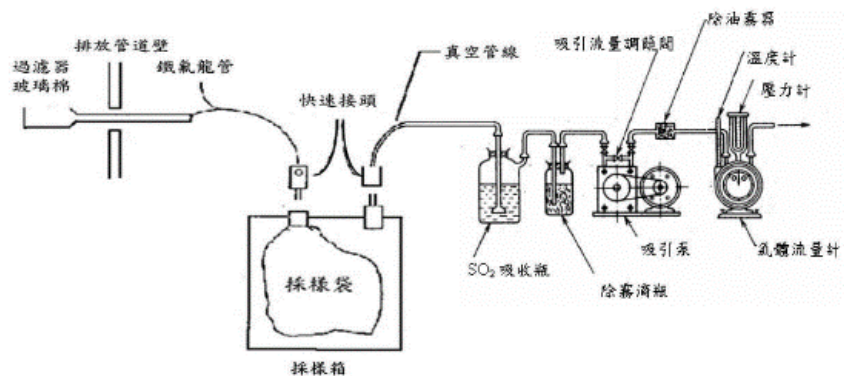 排放管道壁
過濾器
玻璃棉
鐵氟龍管
快速接頭
真空管線
吸引流量調節閥
除油霧器
溫度計
壓力計
採樣袋
採樣箱
SO₂吸收瓶
除霧滴瓶
吸引泵
氣體流量計